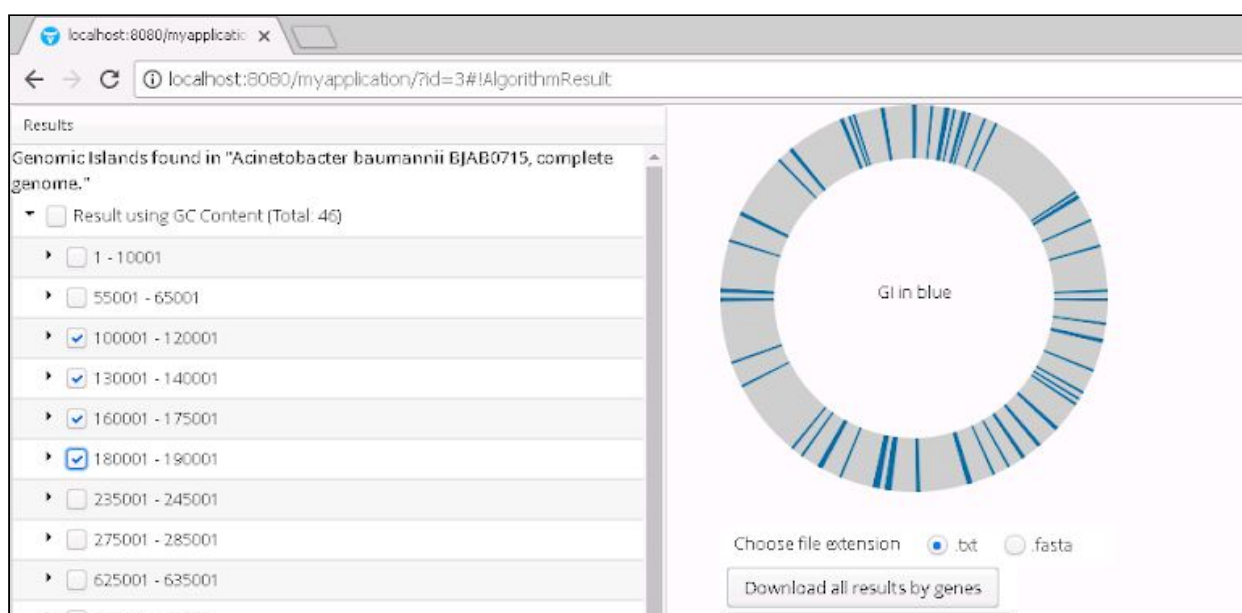 localhost:8080/myapplicatio
localhost:8080/myapplication/?id=3#!AlgorithmResult
Results
Genomic Islands found in "Acinetobacter baumannii BJAB0715, complete
genome."
Result using GC Content (Total: 46)
1 - 10001
55001 - 65001
100001 - 120001
130001 - 140001
160001 - 175001
180001 - 190001
235001 - 245001
275001 - 285001
625001 - 635001
GI in blue
Choose file extension .txt .fasta
Download all results by genes